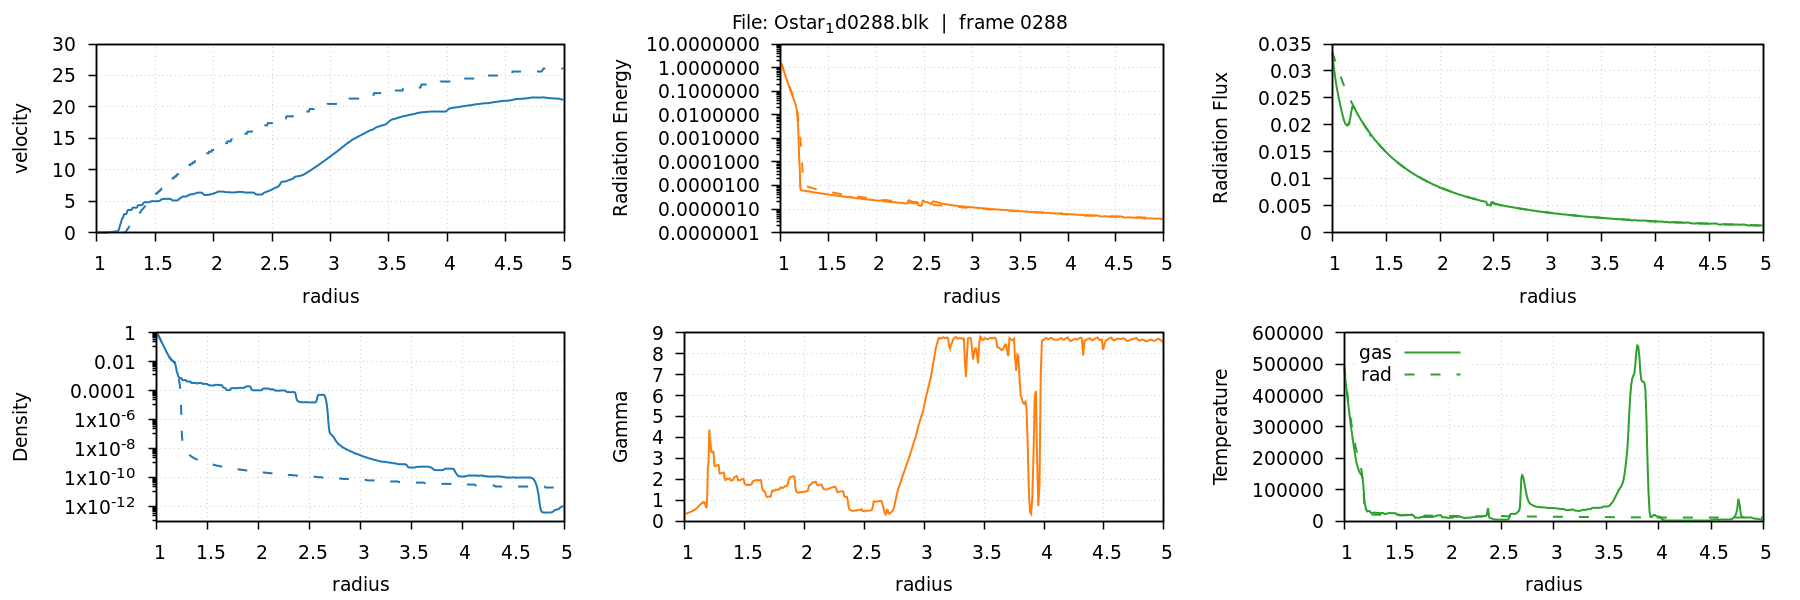 File: Ostar₁d0288.blk | frame 0288
velocity
30
25
20
15
10
5
0
1 1.5 2 2.5 3 3.5 4 4.5 5
radius
Radiation Energy
10.0000000
1.0000000
0.1000000
0.0100000
0.0010000
0.0001000
0.0000100
0.0000010
0.0000001
1 1.5 2 2.5 3 3.5 4 4.5 5
radius
Radiation Flux
0.035
0.03
0.025
0.02
0.015
0.01
0.005
0
1 1.5 2 2.5 3 3.5 4 4.5 5
radius
Density
1
0.01
0.0001
1x10⁻⁶
1x10⁻⁸
1x10⁻¹⁰
1x10⁻¹²
1 1.5 2 2.5 3 3.5 4 4.5 5
radius
Gamma
9
8
7
6
5
4
3
2
1
0
1 1.5 2 2.5 3 3.5 4 4.5 5
radius
Temperature
600000
500000
400000
300000
200000
100000
0
gas
rad
1 1.5 2 2.5 3 3.5 4 4.5 5
radius